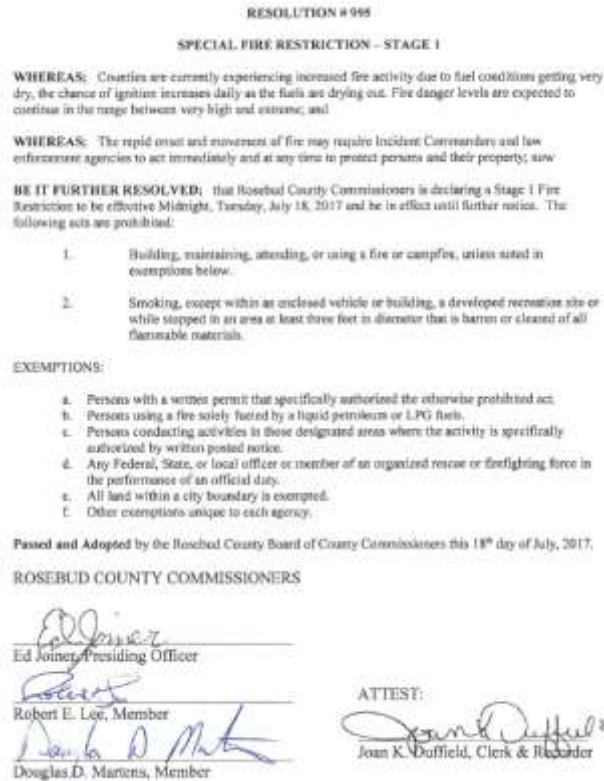 RESOLUTION # 995
SPECIAL FIRE RESTRICTION – STAGE 1
WHEREAS: Counties are currently experiencing increased fire activity due to fuel conditions getting very
dry, the chance of ignition increases daily as the fuels are drying out. Fire danger levels are expected to
continue in the range between very high and extreme; and
WHEREAS: The rapid onset and movement of fire may require Incident Commanders and law
enforcement agencies to act immediately and at any time to protect persons and their property; now
BE IT FURTHER RESOLVED: that Rosebud County Commissioners is declaring a Stage 1 Fire
Restriction to be effective Midnight, Tuesday, July 18, 2017 and be in effect until further notice. The
following acts are prohibited:
1. Building, maintaining, attending, or using a fire or campfire, unless noted in
exemptions below.
2. Smoking, except within an enclosed vehicle or building, a developed recreation site or
while stopped in an area at least three feet in diameter that is barren or cleared of all
flammable materials.
EXEMPTIONS:
a. Persons with a written permit that specifically authorized the otherwise prohibited act.
b. Persons using a fire solely fueled by a liquid petroleum or LPG fuels.
c. Persons conducting activities in those designated areas where the activity is specifically
authorized by written posted notice.
d. Any Federal, State, or local officer or member of an organized rescue or firefighting force in
the performance of an official duty.
e. All land within a city boundary is exempted.
f. Other exemptions unique to each agency.
Passed and Adopted by the Rosebud County Board of County Commissioners this 18th day of July, 2017.
ROSEBUD COUNTY COMMISSIONERS
Ed Joiner
Ed Joiner, Presiding Officer
Robert E. Lee, Member
Douglas D. Martens, Member
ATTEST:
Joan K Duffield
Joan K. Duffield, Clerk & Recorder